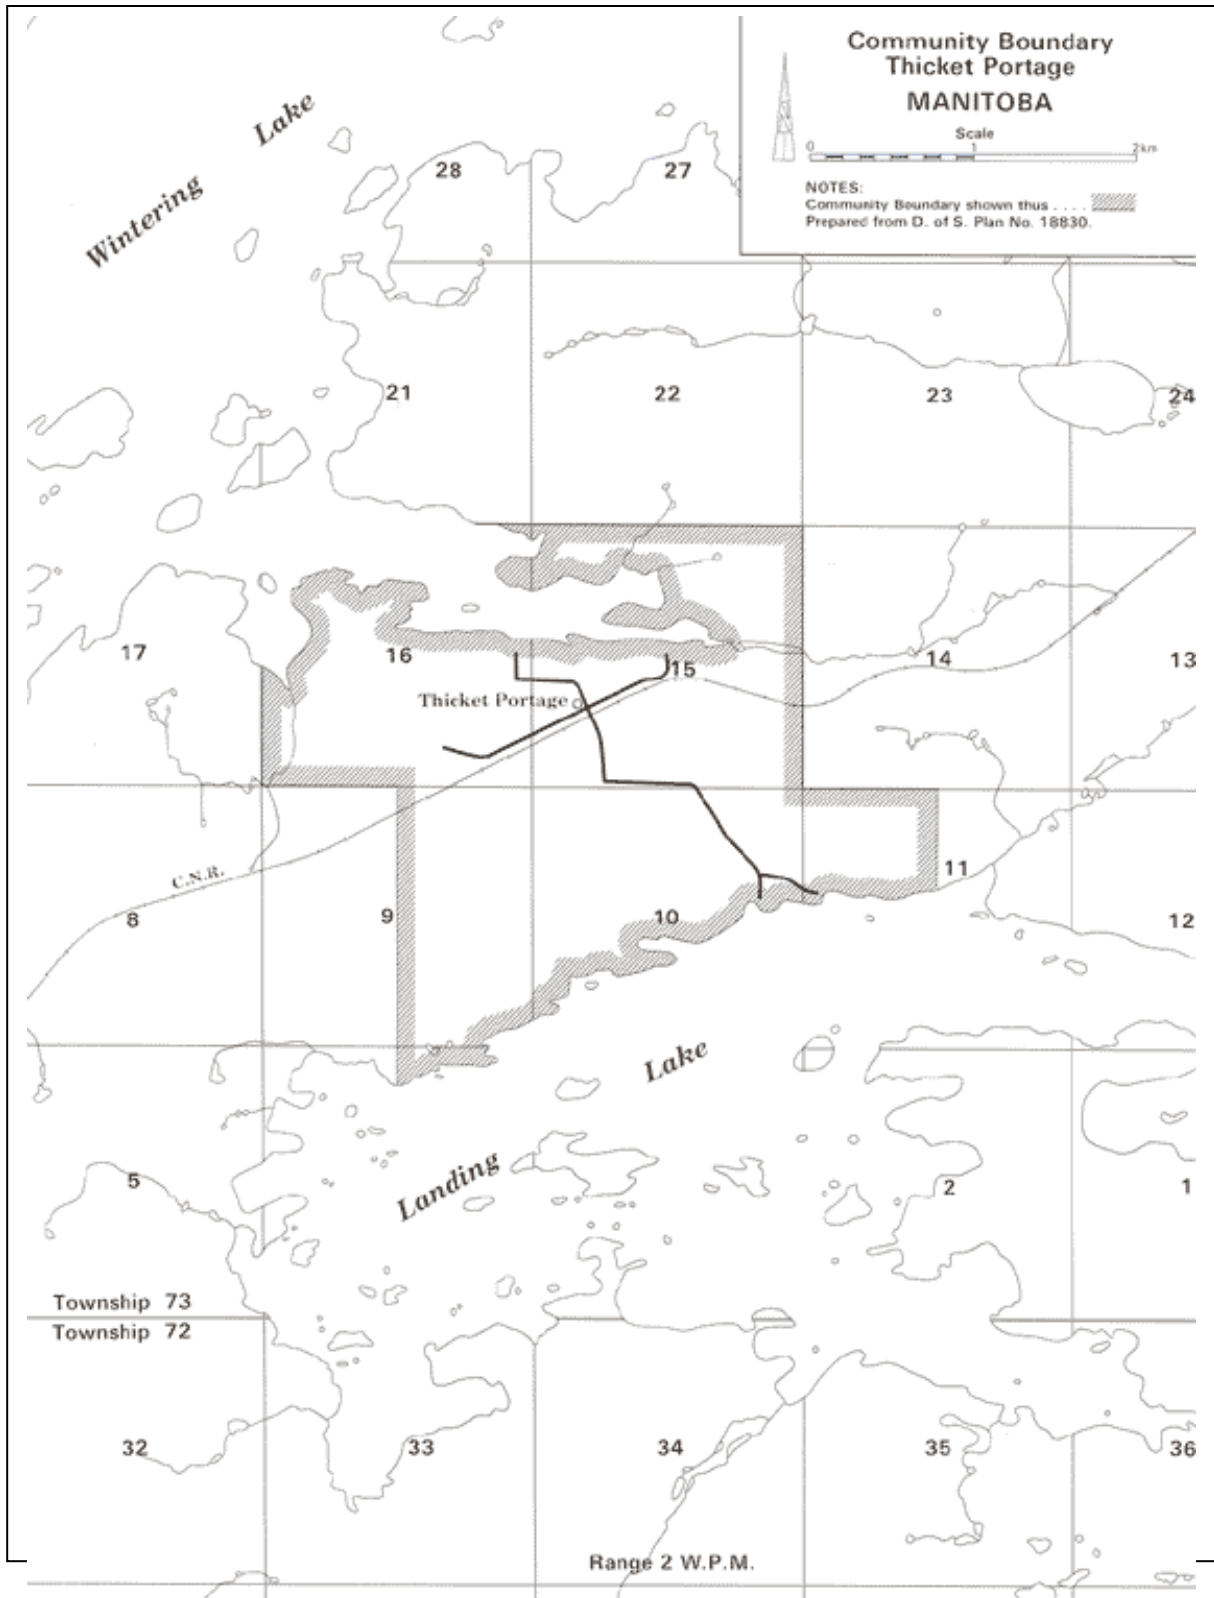 Community Boundary
Thicket Portage
MANITOBA
Scale
0 1 2km
NOTES:
Community Boundary shown thus . . . .
Prepared from D. of S. Plan No. 18830.
Wintering Lake
28
27
21
22
23
24
17
16
15
14
13
Thicket Portage
C.N.R.
8
9
10
11
12
Landing Lake
5
2
1
Township 73
Township 72
32
33
34
35
36
Range 2 W.P.M.